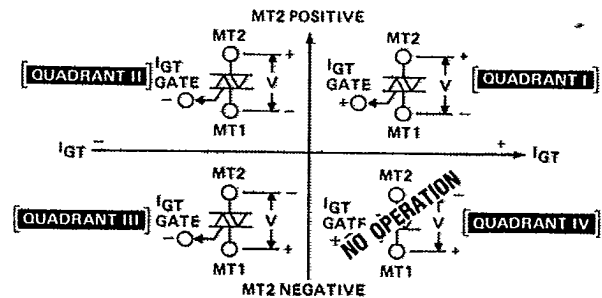 MT2 POSITIVE
[QUADRANT II]
IGT
GATE
−
MT2
+
V
−
MT1
IGT
GATE
+
MT2
+
V
−
MT1
[QUADRANT I]
IGT −
+ IGT
[QUADRANT III]
IGT
GATE
−
MT2
−
V
+
MT1
IGT
GATE
+
MT2
−
V
+
MT1
NO OPERATION
[QUADRANT IV]
MT2 NEGATIVE